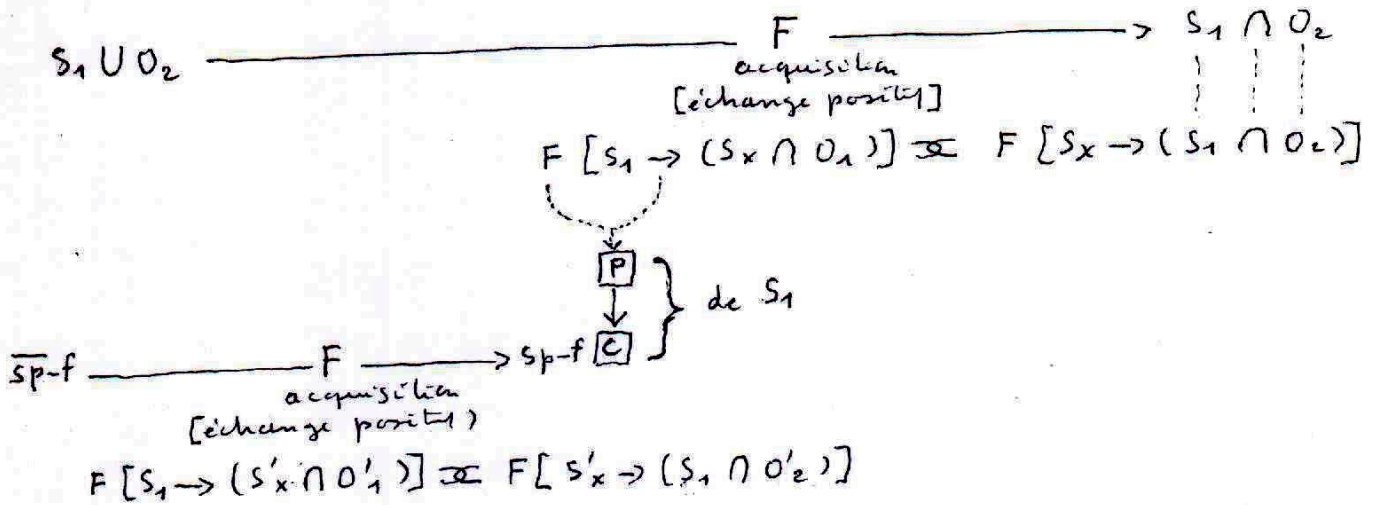 S₁ ∪ O₂ ——— F ———> S₁ ∩ O₂
acquisition
[échange positif]
F [S₁ → (Sx ∩ O₁)] ⫘ F [Sx → (S₁ ∩ O₂)]
P
} de S₁
s̅p̅-f ——— F ———> sp-f C
acquisition
[échange positif)
F [S₁ → (S'x ∩ O'₁)] ⫘ F [S'x → (S₁ ∩ O'₂)]